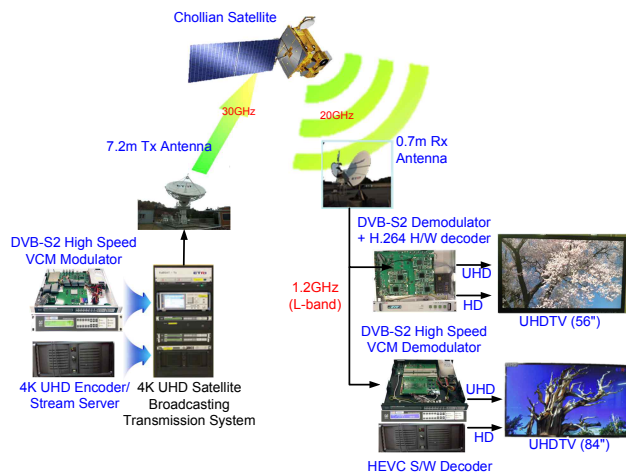 Chollian Satellite
30GHz
20GHz
7.2m Tx Antenna
0.7m Rx
Antenna
DVB-S2 High Speed
VCM Modulator
DVB-S2 Demodulator
+ H.264 H/W decoder
UHD
HD
UHDTV (56")
1.2GHz
(L-band)
DVB-S2 High Speed
VCM Demodulator
4K UHD Encoder/
Stream Server
4K UHD Satellite
Broadcasting
Transmission System
UHD
HD
UHDTV (84")
HEVC S/W Decoder